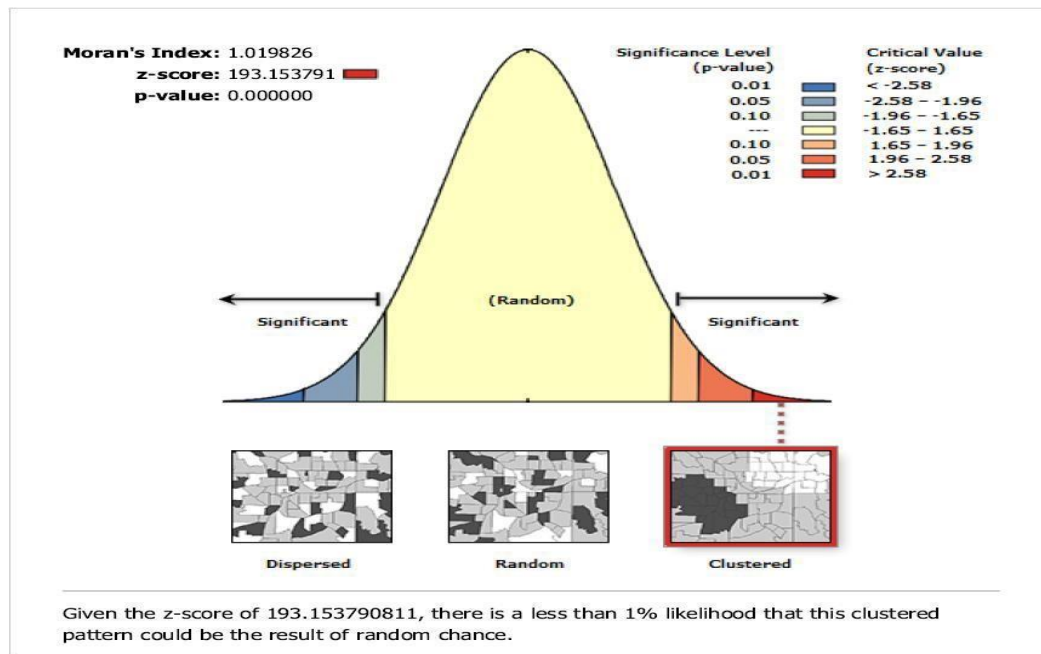 Moran's Index: 1.019826
z-score: 193.153791
p-value: 0.000000
Significance Level
(p-value)
Critical Value
(z-score)
0.01 < -2.58
0.05 -2.58 – -1.96
0.10 -1.96 – -1.65
--- -1.65 – 1.65
0.10 1.65 – 1.96
0.05 1.96 – 2.58
0.01 > 2.58
(Random)
Significant
Significant
Dispersed
Random
Clustered
Given the z-score of 193.153790811, there is a less than 1% likelihood that this clustered
pattern could be the result of random chance.